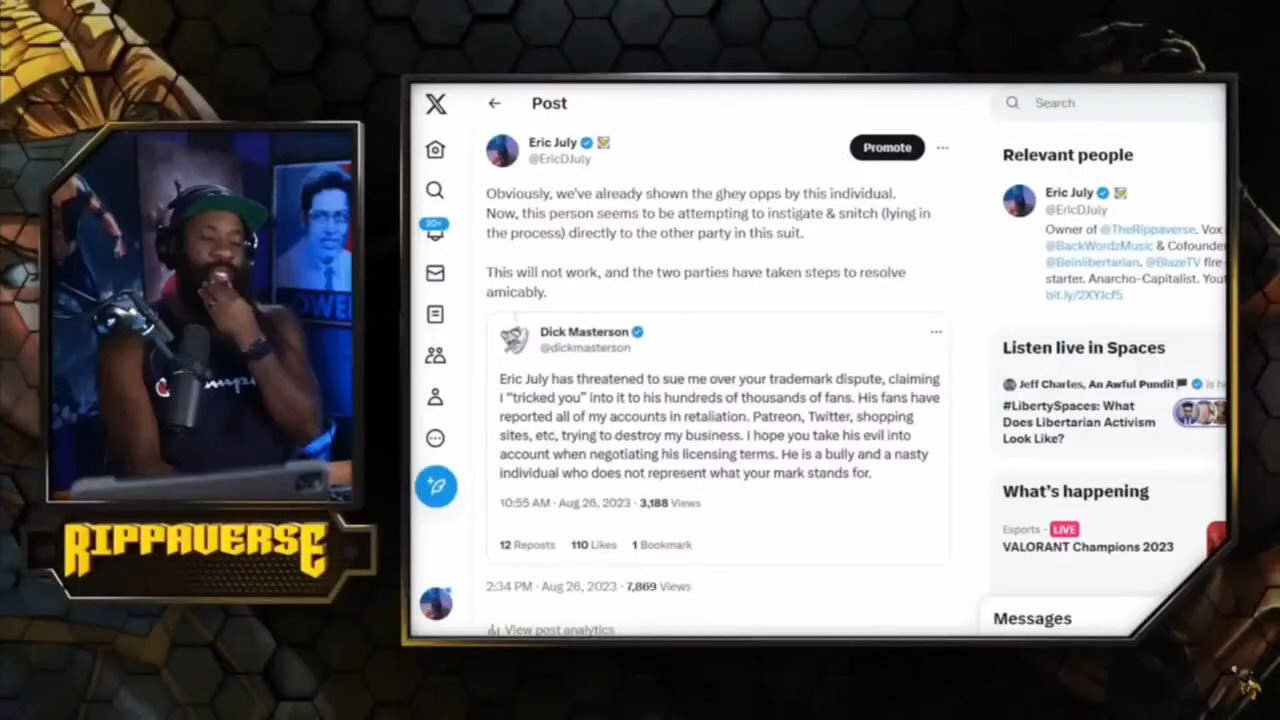 Post
Search
Eric July
@EricDJuly
Promote
Obviously, we've already shown the ghey opps by this individual.
Now, this person seems to be attempting to instigate & snitch (lying in
the process) directly to the other party in this suit.
This will not work, and the two parties have taken steps to resolve
amicably.
Dick Masterson
@dickmasterson
Eric July has threatened to sue me over your trademark dispute, claiming
I "tricked you" into it to his hundreds of thousands of fans. His fans have
reported all of my accounts in retaliation. Patreon, Twitter, shopping
sites, etc, trying to destroy my business. I hope you take his evil into
account when negotiating his licensing terms. He is a bully and a nasty
individual who does not represent what your mark stands for.
10:55 AM · Aug 26, 2023 · 3,188 Views
12 Reposts 110 Likes 1 Bookmark
2:34 PM · Aug 26, 2023 · 7,869 Views
View post analytics
20+
Relevant people
Eric July
@EricDJuly
Owner of @TheRippaverse. Vox
@BackWordzMusic & Cofounder
@Beinlibertarian. @BlazeTV fire
starter. Anarcho-Capitalist. Yout
bit.ly/2XYJcf5
Listen live in Spaces
Jeff Charles, An Awful Pundit is h
#LibertySpaces: What
Does Libertarian Activism
Look Like?
What's happening
Esports · LIVE
VALORANT Champions 2023
Messages
RIPPAVERSE